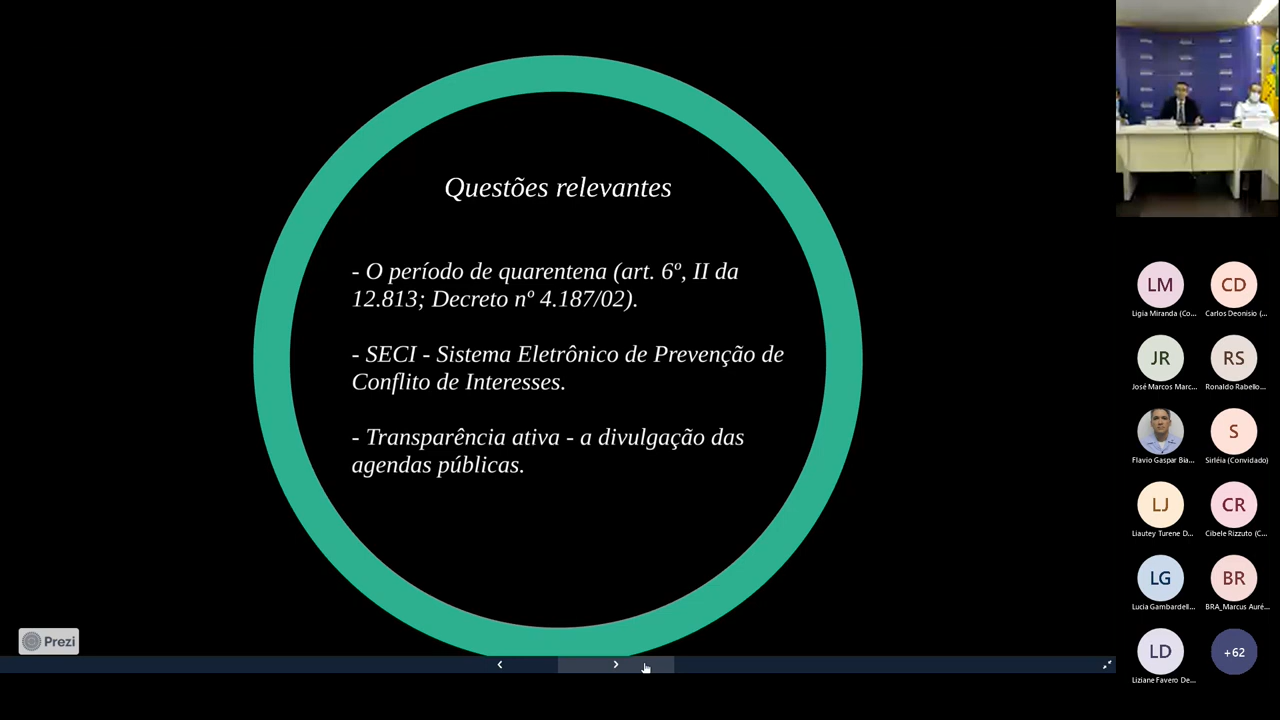 Questões relevantes
- O período de quarentena (art. 6º, II da
12.813; Decreto nº 4.187/02).
- SECI - Sistema Eletrônico de Prevenção de
Conflito de Interesses.
- Transparência ativa - a divulgação das
agendas públicas.
Prezi
LM
CD
Ligia Miranda (Co...
Carlos Deonisio (...
JR
RS
José Marcos Marc...
Ronaldo Rabello...
S
Flavio Gaspar Bia...
Sirléia (Convidado)
LJ
CR
Liautey Turene D...
Cibele Rizzuto (C...
LG
BR
Lucia Gambardell...
BRA_Marcus Auré...
LD
+62
Liziane Favero De...